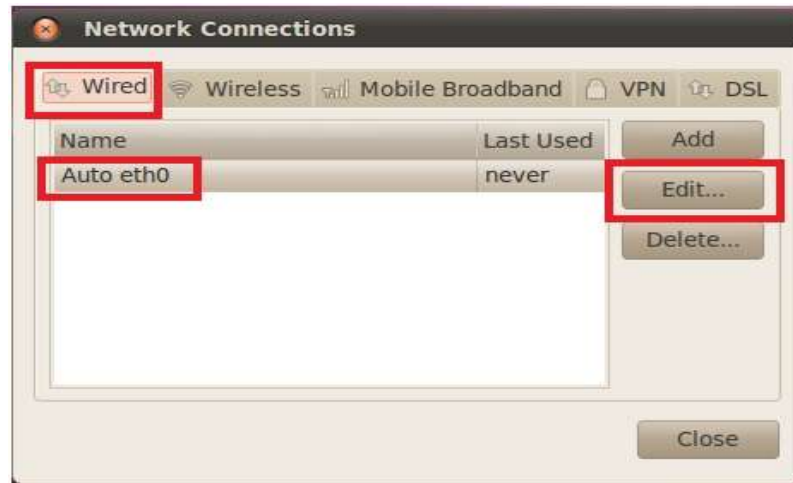 Network Connections
Wired Wireless Mobile Broadband VPN DSL
Name Last Used Add
Auto eth0 never Edit...
Delete...
Close